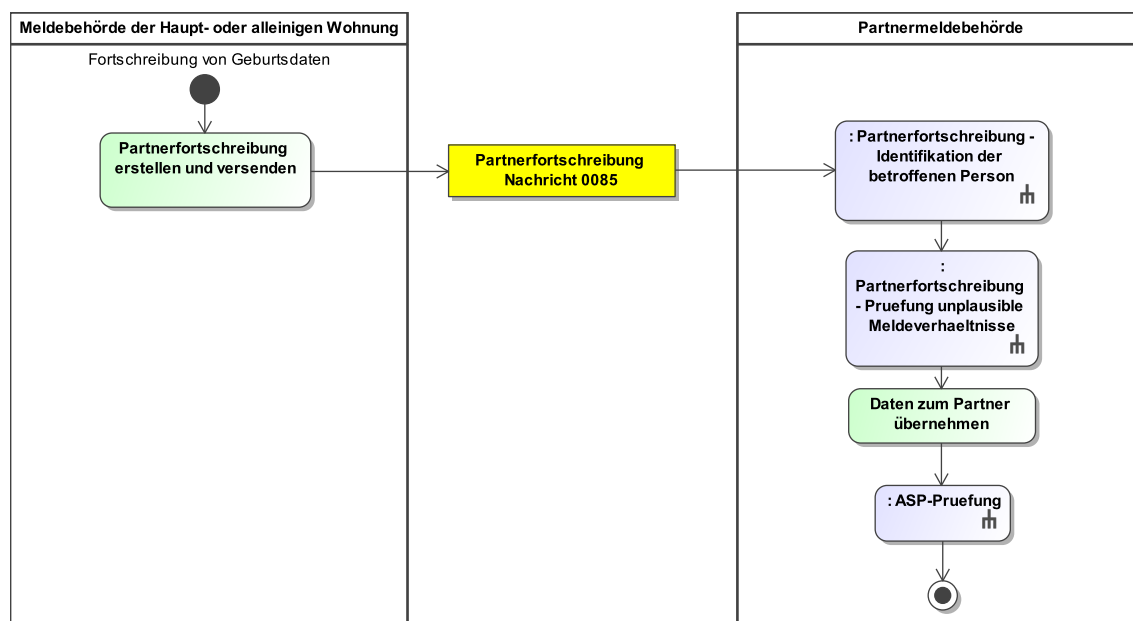 Meldebehörde der Haupt- oder alleinigen Wohnung
Partnermeldebehörde
Fortschreibung von Geburtsdaten
Partnerfortschreibung
erstellen und versenden
Partnerfortschreibung
Nachricht 0085
: Partnerfortschreibung -
Identifikation der
betroffenen Person
:
Partnerfortschreibung
- Pruefung unplausible
Meldeverhaeltnisse
Daten zum Partner
übernehmen
: ASP-Pruefung